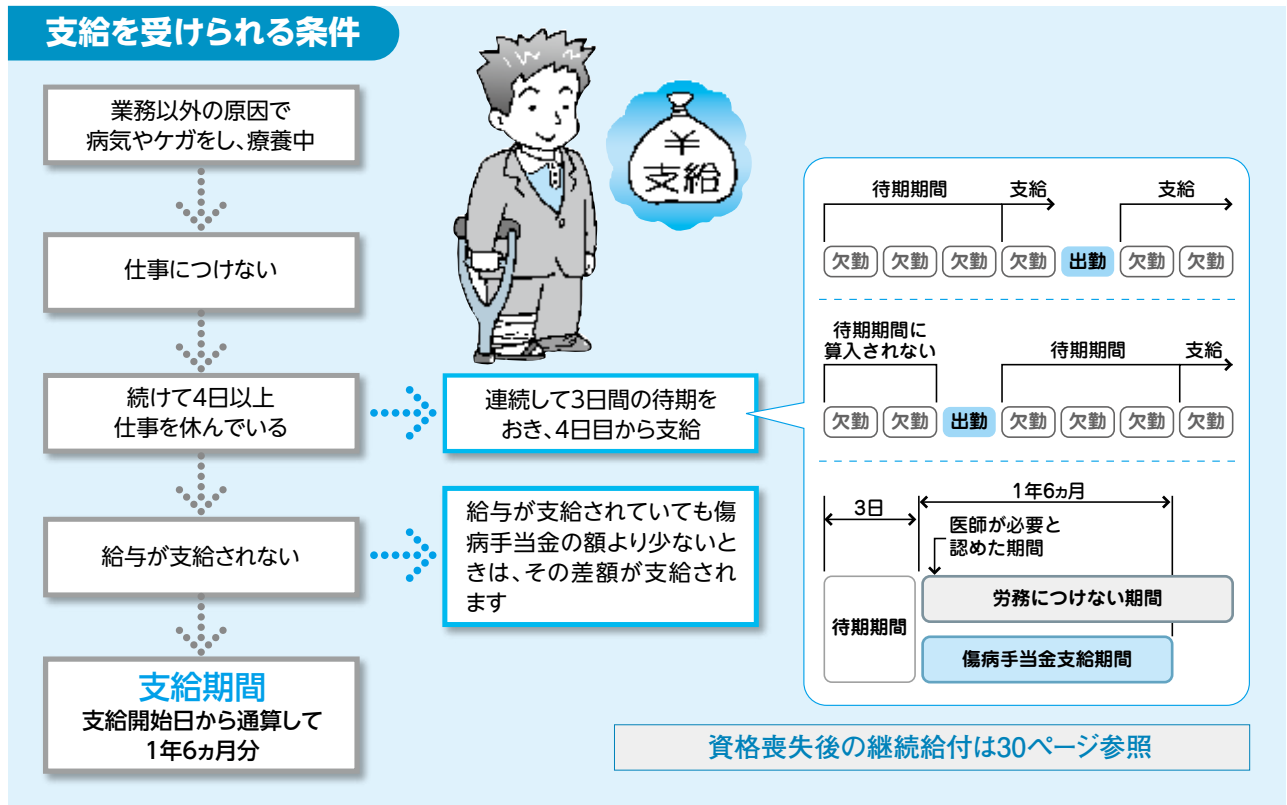 支給を受けられる条件
業務以外の原因で
病気やケガをし、療養中
仕事につけない
続けて4日以上
仕事を休んでいる
連続して3日間の待期を
おき、4日目から支給
給与が支給されない
給与が支給されていても傷
病手当金の額より少ないと
きは、その差額が支給され
ます
支給期間
支給開始日から通算して
1年6ヵ月分
¥
支給
待期期間 支給 支給
欠勤 欠勤 欠勤 欠勤 出勤 欠勤 欠勤
待期期間に
算入されない 待期期間 支給
欠勤 欠勤 出勤 欠勤 欠勤 欠勤 欠勤
3日 1年6ヵ月
医師が必要と
認めた期間
待期期間
労務につけない期間
傷病手当金支給期間
資格喪失後の継続給付は30ページ参照